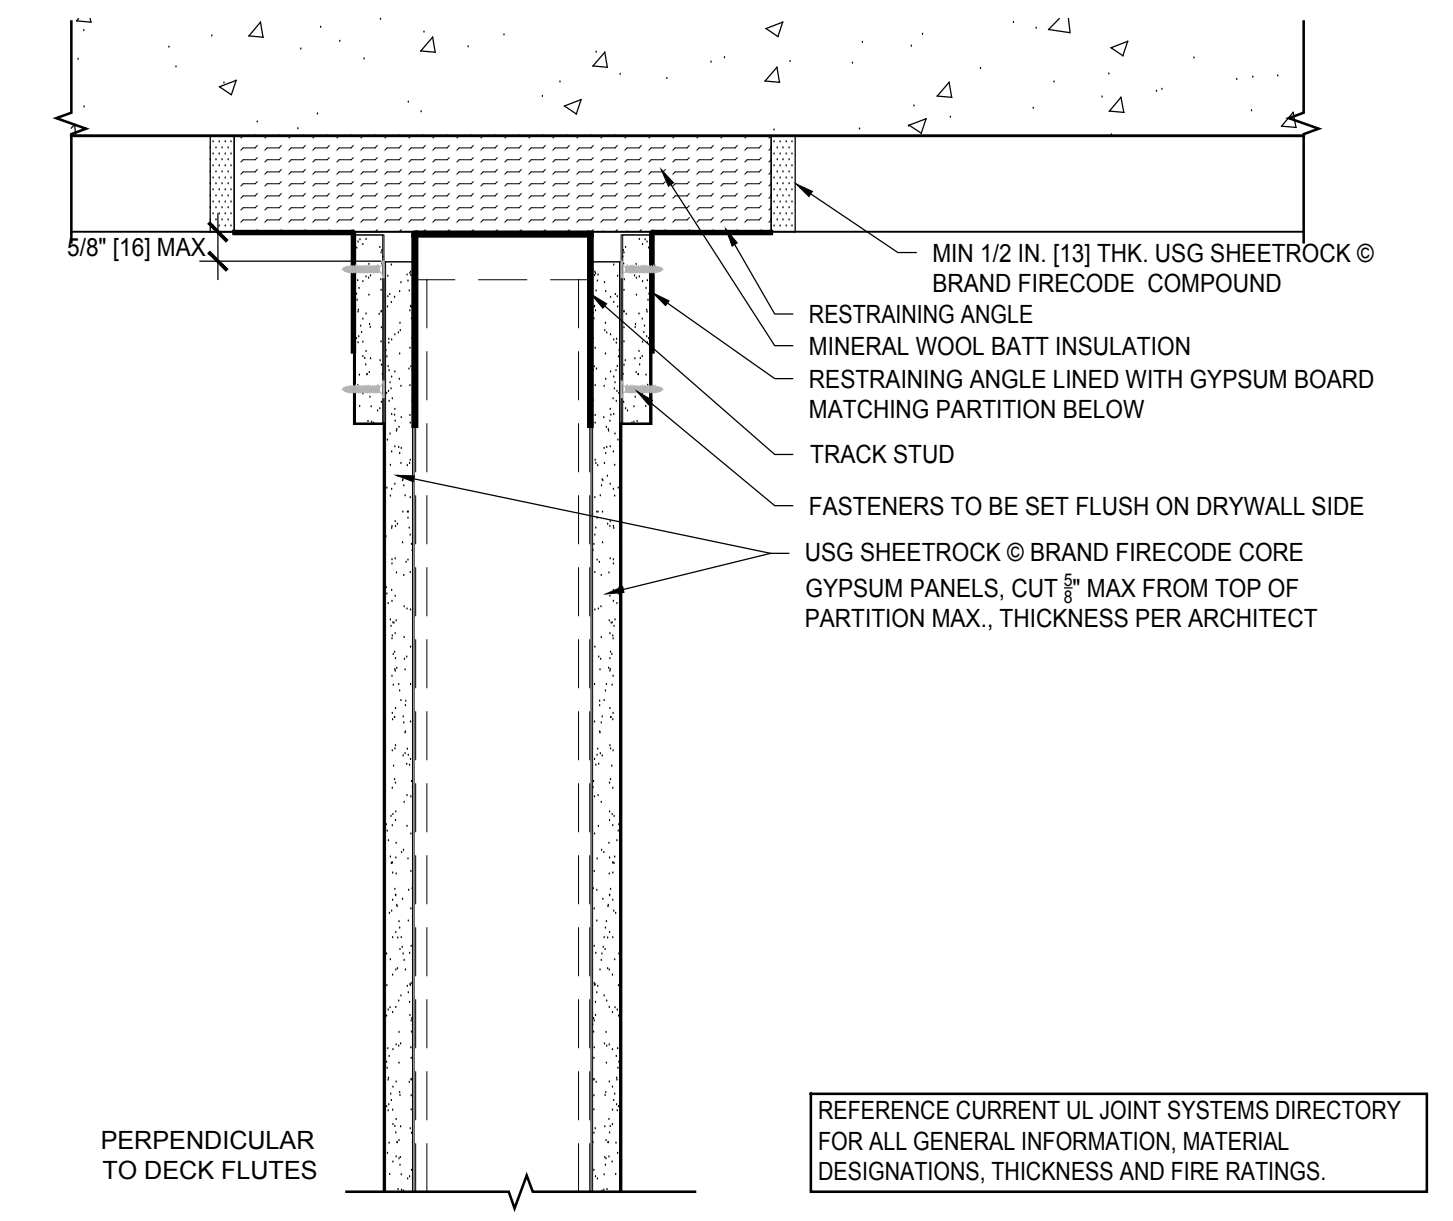 5/8" [16] MAX
MIN 1/2 IN. [13] THK. USG SHEETROCK ©
BRAND FIRECODE COMPOUND
RESTRAINING ANGLE
MINERAL WOOL BATT INSULATION
RESTRAINING ANGLE LINED WITH GYPSUM BOARD
MATCHING PARTITION BELOW
TRACK STUD
FASTENERS TO BE SET FLUSH ON DRYWALL SIDE
USG SHEETROCK © BRAND FIRECODE CORE
GYPSUM PANELS, CUT 5/8" MAX FROM TOP OF
PARTITION MAX., THICKNESS PER ARCHITECT
PERPENDICULAR
TO DECK FLUTES
REFERENCE CURRENT UL JOINT SYSTEMS DIRECTORY
FOR ALL GENERAL INFORMATION, MATERIAL
DESIGNATIONS, THICKNESS AND FIRE RATINGS.